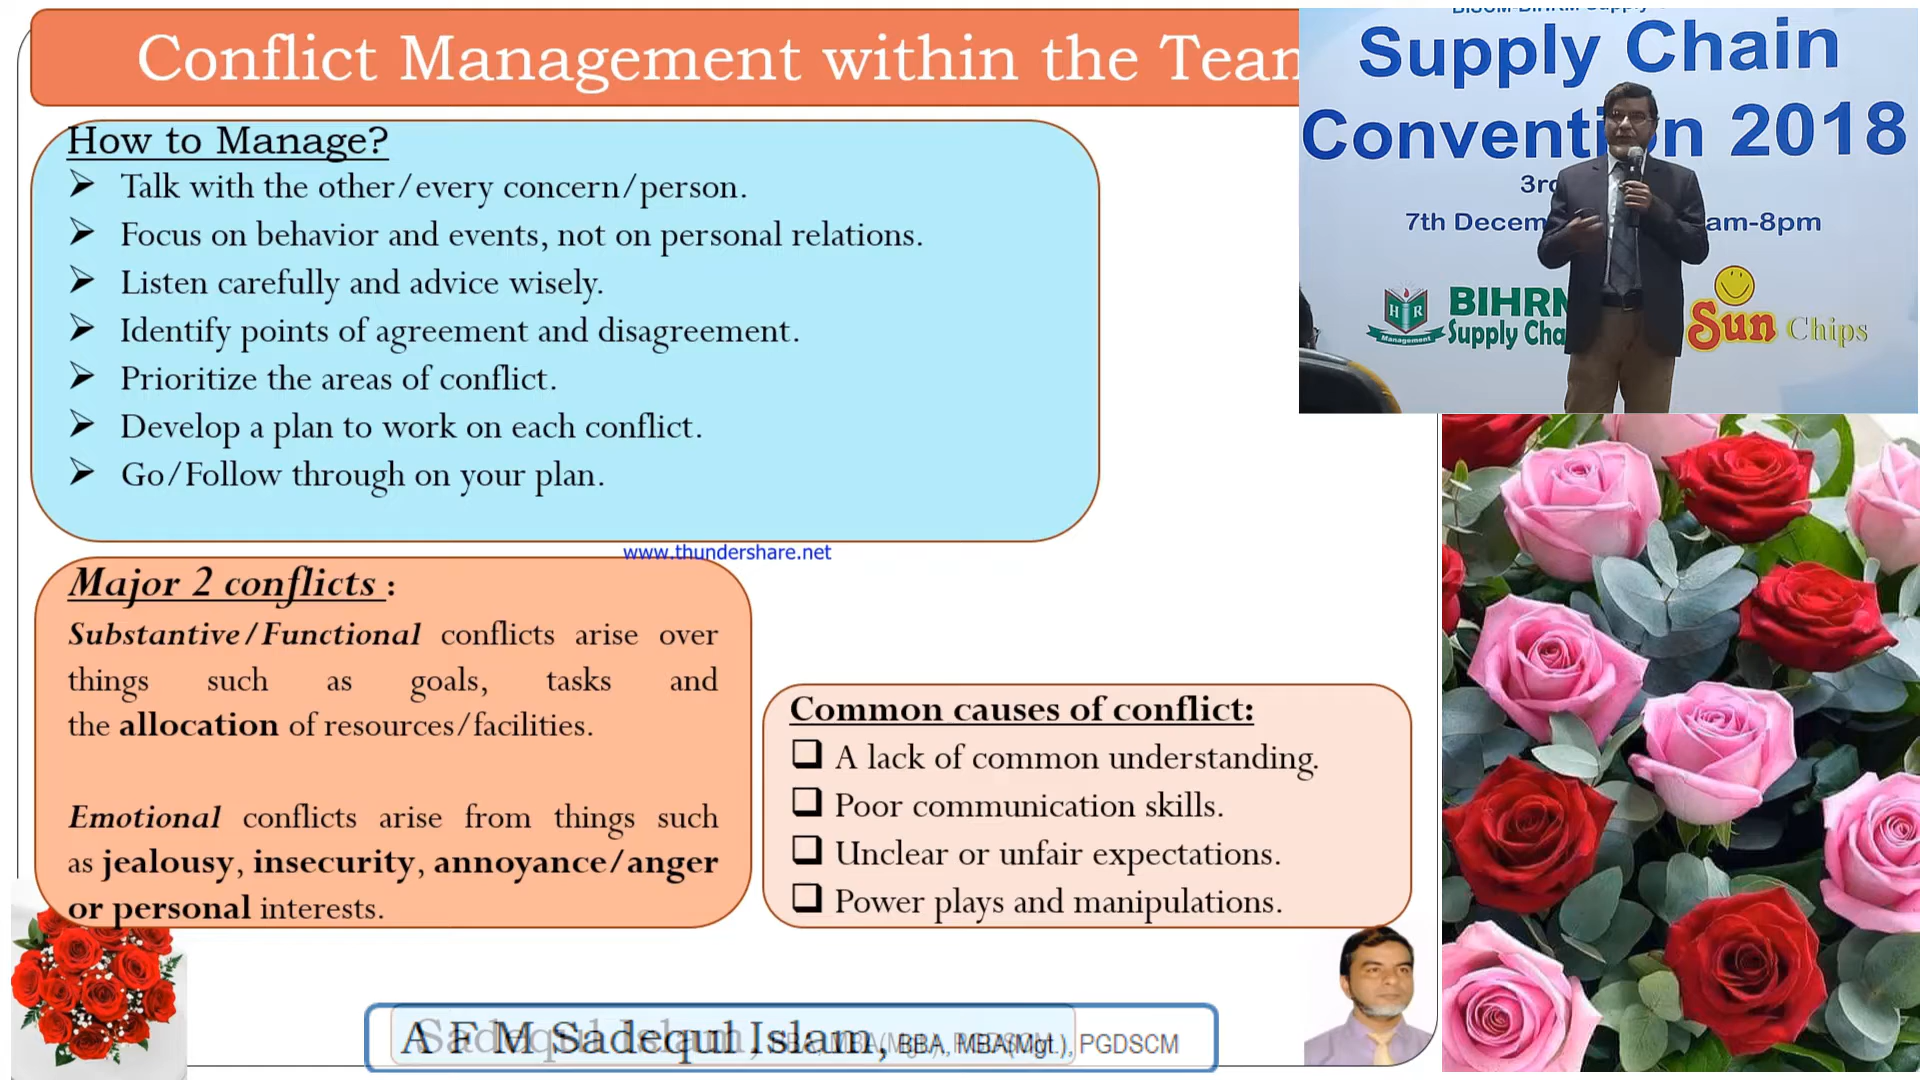 Conflict Management within the Team
How to Manage?
Talk with the other/every concern/person.
Focus on behavior and events, not on personal relations.
Listen carefully and advice wisely.
Identify points of agreement and disagreement.
Prioritize the areas of conflict.
Develop a plan to work on each conflict.
Go/Follow through on your plan.
www.thundershare.net
Major 2 conflicts :
Substantive/Functional conflicts arise over
things such as goals, tasks and
the allocation of resources/facilities.
Emotional conflicts arise from things such
as jealousy, insecurity, annoyance/anger
or personal interests.
Common causes of conflict:
A lack of common understanding.
Poor communication skills.
Unclear or unfair expectations.
Power plays and manipulations.
A F M Sadequl Islam, BBA, MBA(Mgt.), PGDSCM
Supply Chain
Convention 2018
7th am-8pm
HR
Management
Supply
Sun Chips